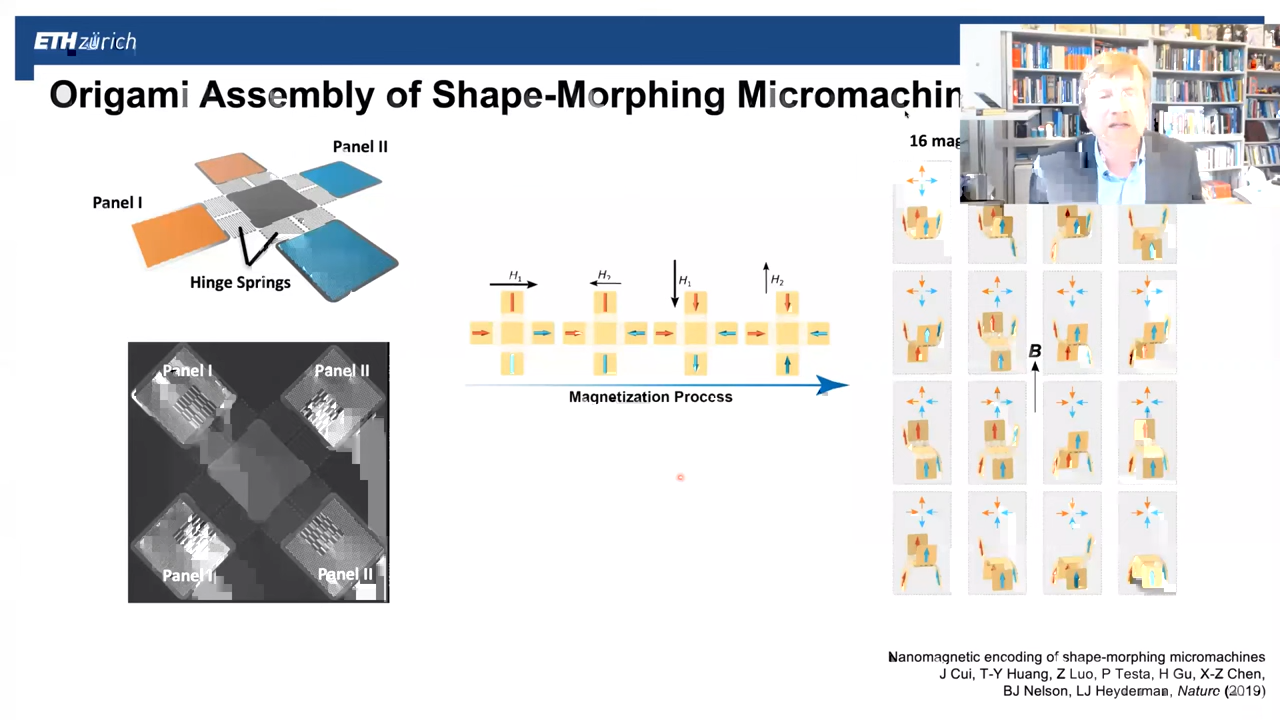 ETH zürich
Origami Assembly of Shape-Morphing Micromachin
16 mag
Panel II
Panel I
Hinge Springs
H₁
H₂
H₁
H₂
Magnetization Process
B
Panel I
Panel II
Panel I
Panel II
Nanomagnetic encoding of shape-morphing micromachines
J Cui, T-Y Huang, Z Luo, P Testa, H Gu, X-Z Chen,
BJ Nelson, LJ Heyderman, Nature (2019)